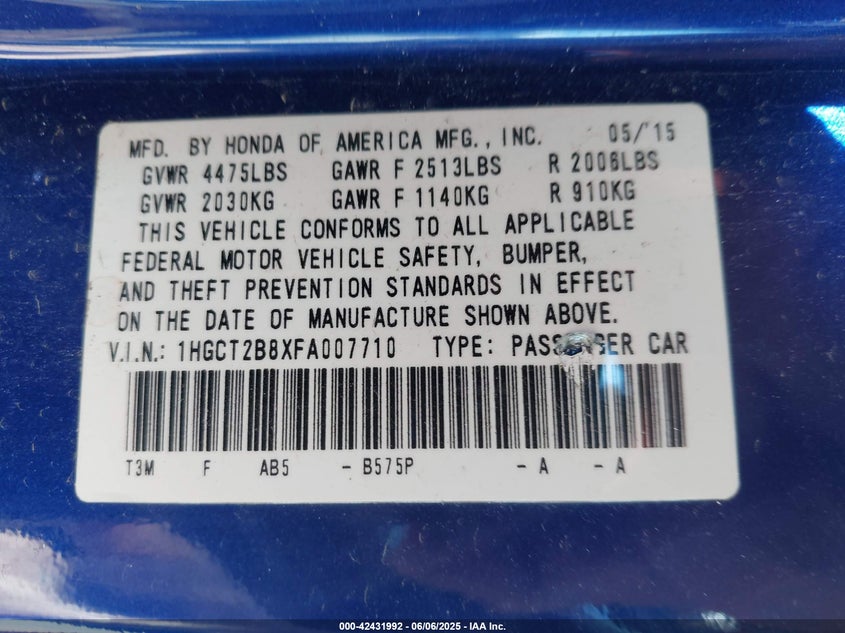 MFD. BY HONDA OF AMERICA MFG., INC. 05/'15
GVWR 4475LBS GAWR F 2513LBS R 2006LBS
GVWR 2030KG GAWR F 1140KG R 910KG
THIS VEHICLE CONFORMS TO ALL APPLICABLE
FEDERAL MOTOR VEHICLE SAFETY, BUMPER,
AND THEFT PREVENTION STANDARDS IN EFFECT
ON THE DATE OF MANUFACTURE SHOWN ABOVE.
V.I.N.: 1HGCT2B8XFA007710 TYPE: PASSENGER CAR
T3M F AB5 - B575P - A - A
000-42431992 - 06/06/2025 - IAA Inc.